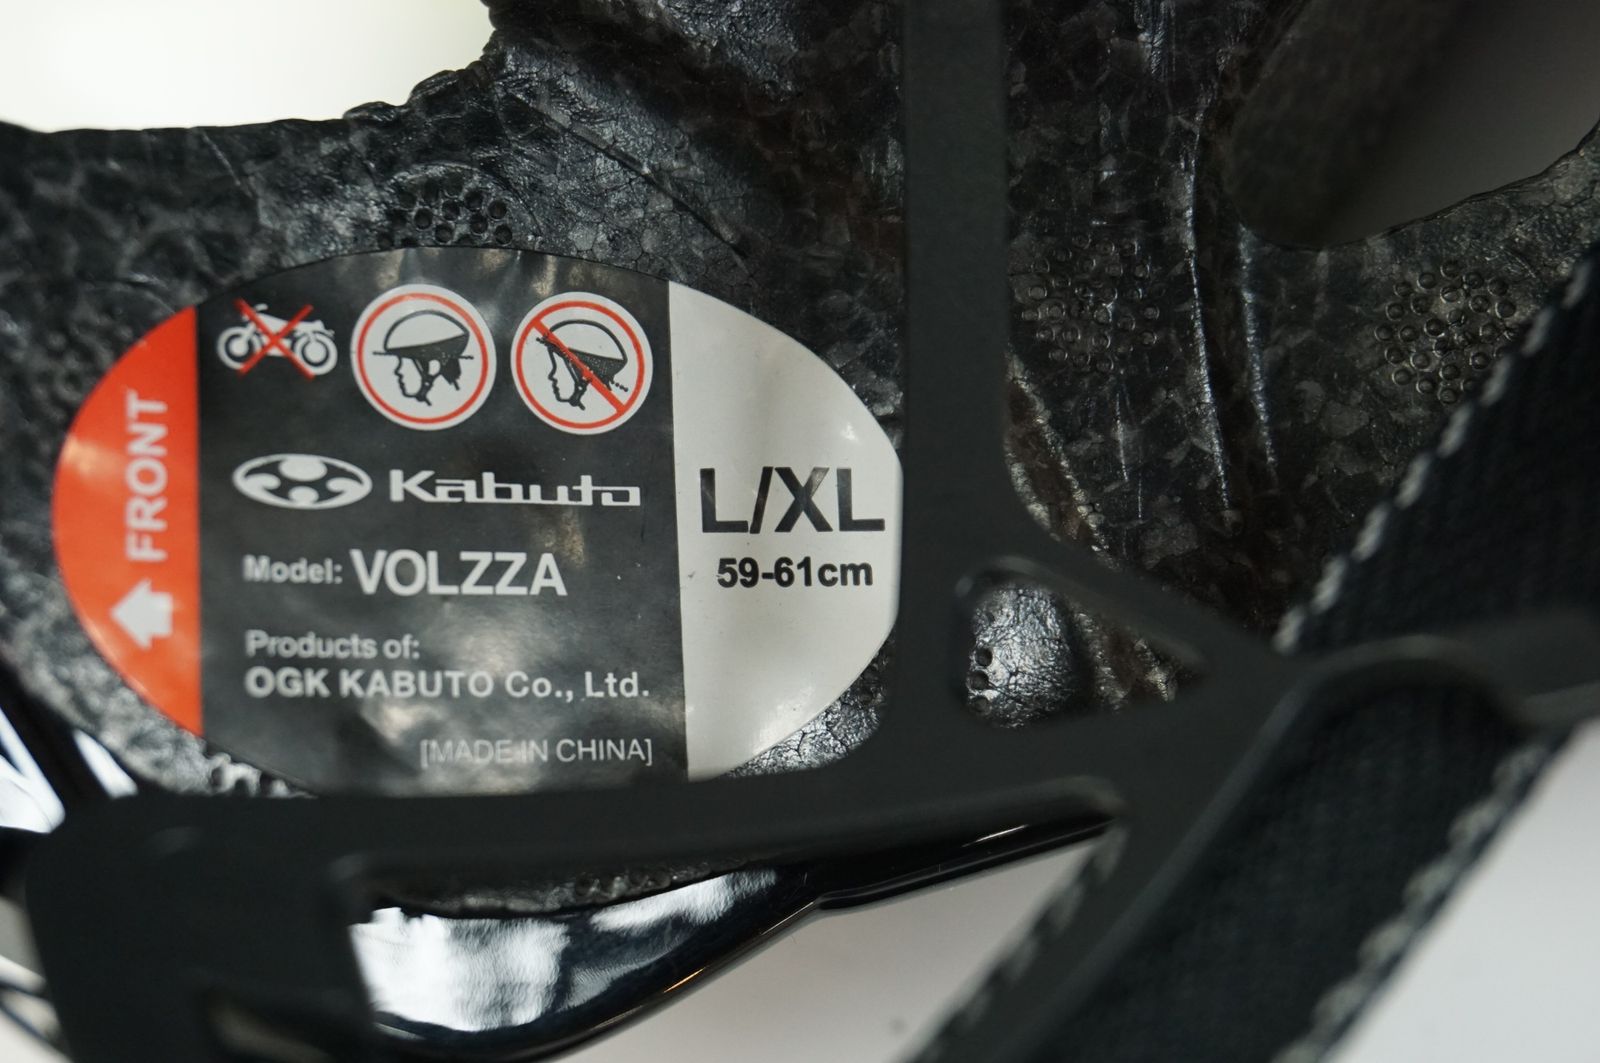 FRONT
Kabuto
Model: VOLZZA
Products of:
OGK KABUTO Co., Ltd.
[MADE IN CHINA]
L/XL
59-61cm